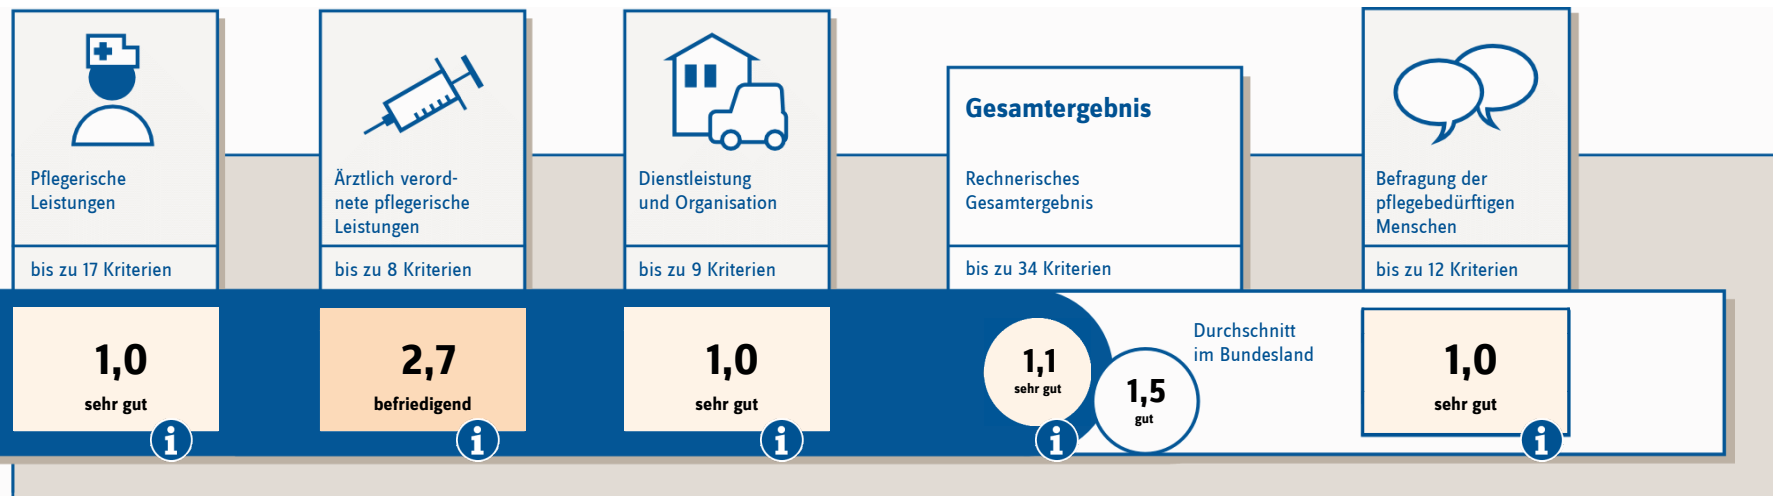 Pflegerische
Leistungen
bis zu 17 Kriterien
1,0
sehr gut
Ärztlich verord-
nete pflegerische
Leistungen
bis zu 8 Kriterien
2,7
befriedigend
Dienstleistung
und Organisation
bis zu 9 Kriterien
1,0
sehr gut
Gesamtergebnis
Rechnerisches
Gesamtergebnis
bis zu 34 Kriterien
1,1
sehr gut
1,5
gut
Durchschnitt
im Bundesland
Befragung der
pflegebedürftigen
Menschen
bis zu 12 Kriterien
1,0
sehr gut